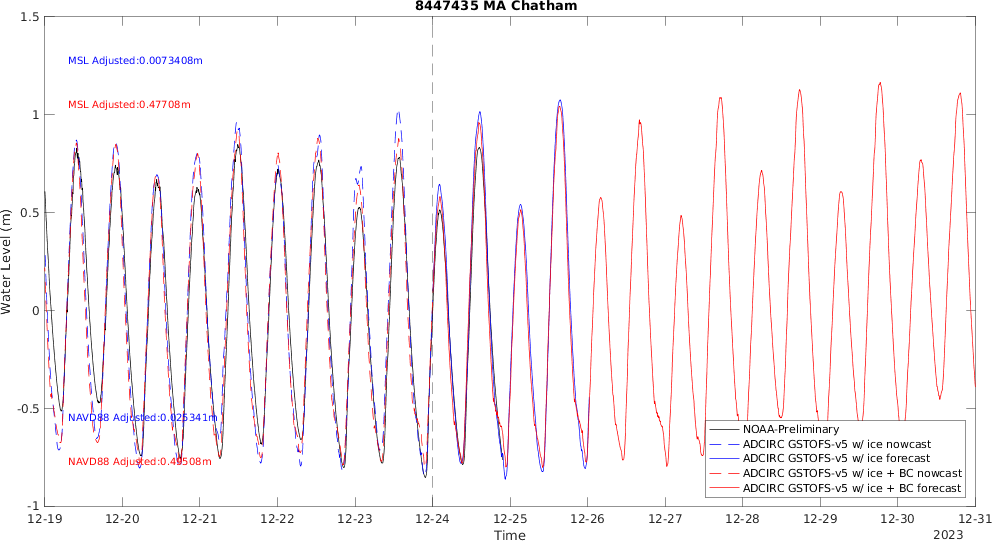 8447435 MA Chatham
1.5
1
0.5
0
-0.5
-1
Water Level (m)
MSL Adjusted:0.0073408m
MSL Adjusted:0.47708m
NAVD88 Adjusted:0.025341m
NAVD88 Adjusted:0.49508m
NOAA-Preliminary
ADCIRC GSTOFS-v5 w/ ice nowcast
ADCIRC GSTOFS-v5 w/ ice forecast
ADCIRC GSTOFS-v5 w/ ice + BC nowcast
ADCIRC GSTOFS-v5 w/ ice + BC forecast
12-19 12-20 12-21 12-22 12-23 12-24 12-25 12-26 12-27 12-28 12-29 12-30 12-31
Time
2023